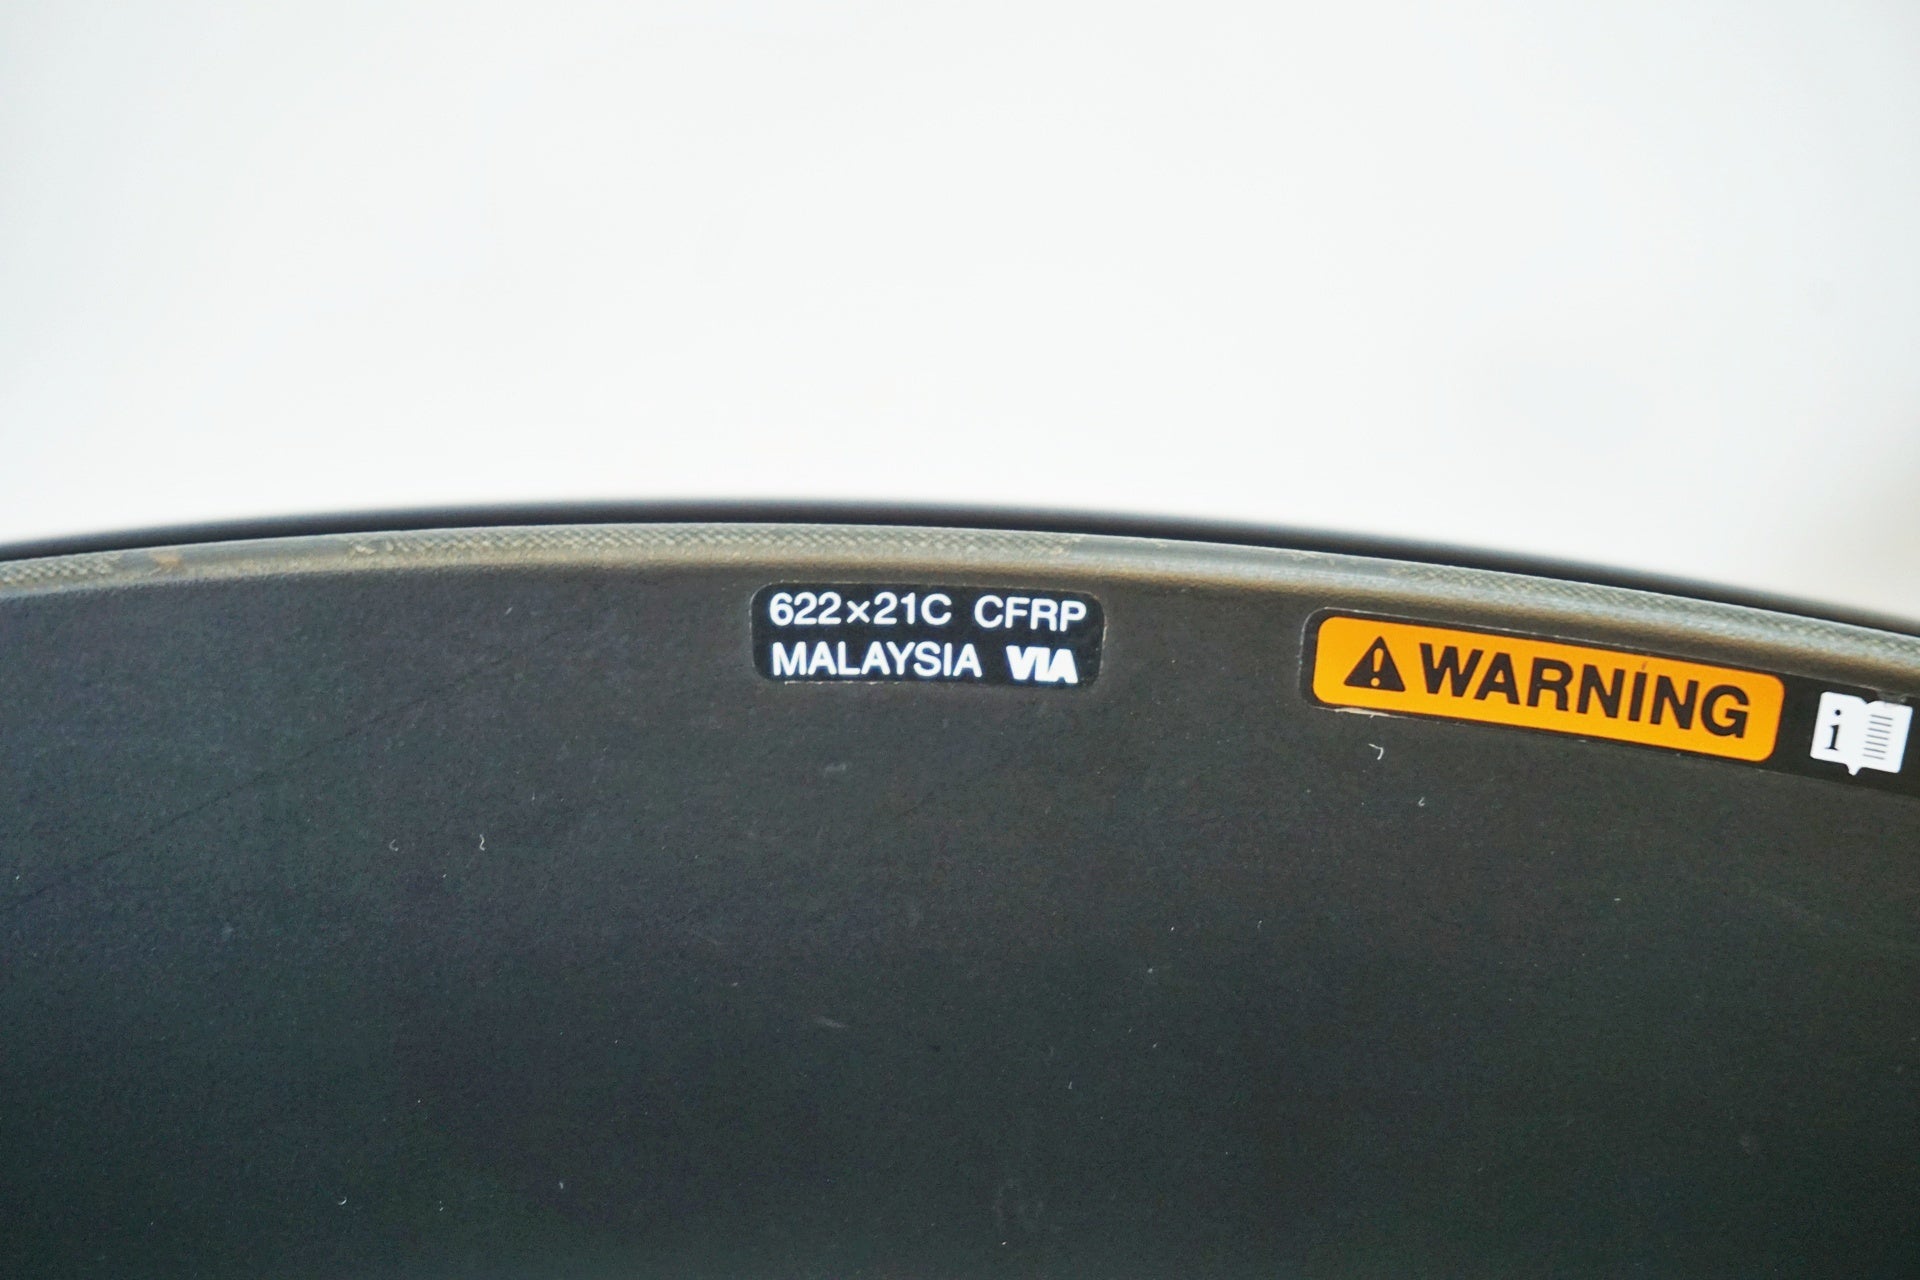 622×21C CFRP
MALAYSIA VIA
WARNING
i